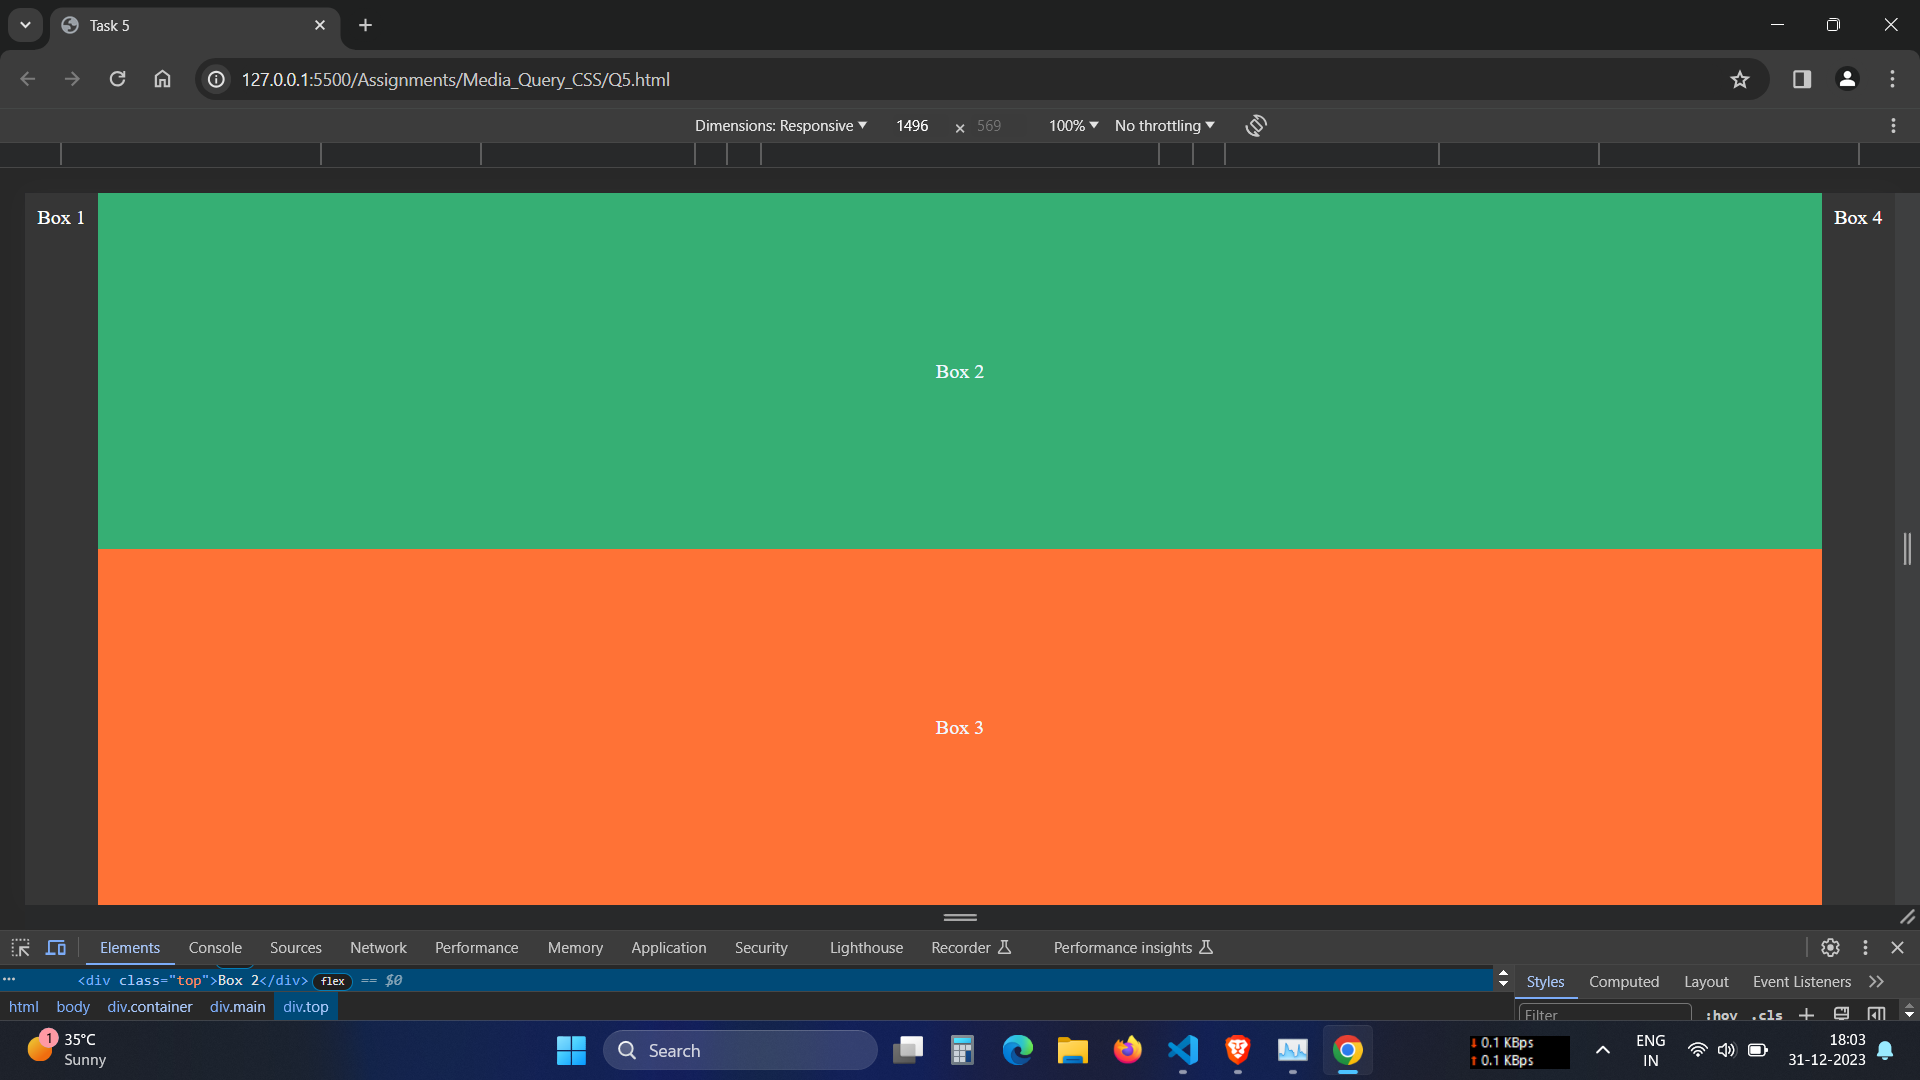 Task 5
127.0.0.1:5500/Assignments/Media_Query_CSS/Q5.html
Dimensions: Responsive 1496 × 569 100% No throttling
Box 1
Box 4
Box 2
Box 3
Elements Console Sources Network Performance Memory Application Security Lighthouse Recorder Performance insights
<div class="top">Box 2</div> flex == $0
Styles Computed Layout Event Listeners
html body div.container div.main div.top
Filter :hov .cls
1
35°C
Sunny
Search
0.1 KBps
0.1 KBps
ENG
IN
18:03
31-12-2023